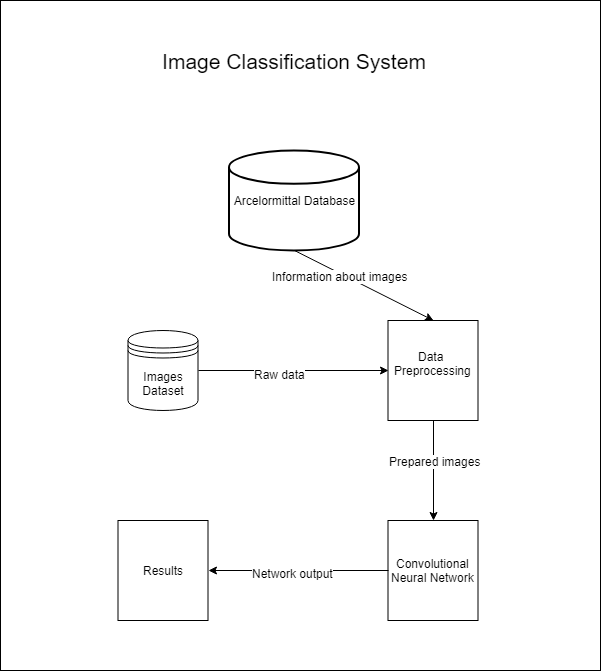 Image Classification System
Arcelormittal Database
Information about images
Data
Preprocessing
Images
Dataset
Raw data
Prepared images
Convolutional
Neural Network
Network output
Results